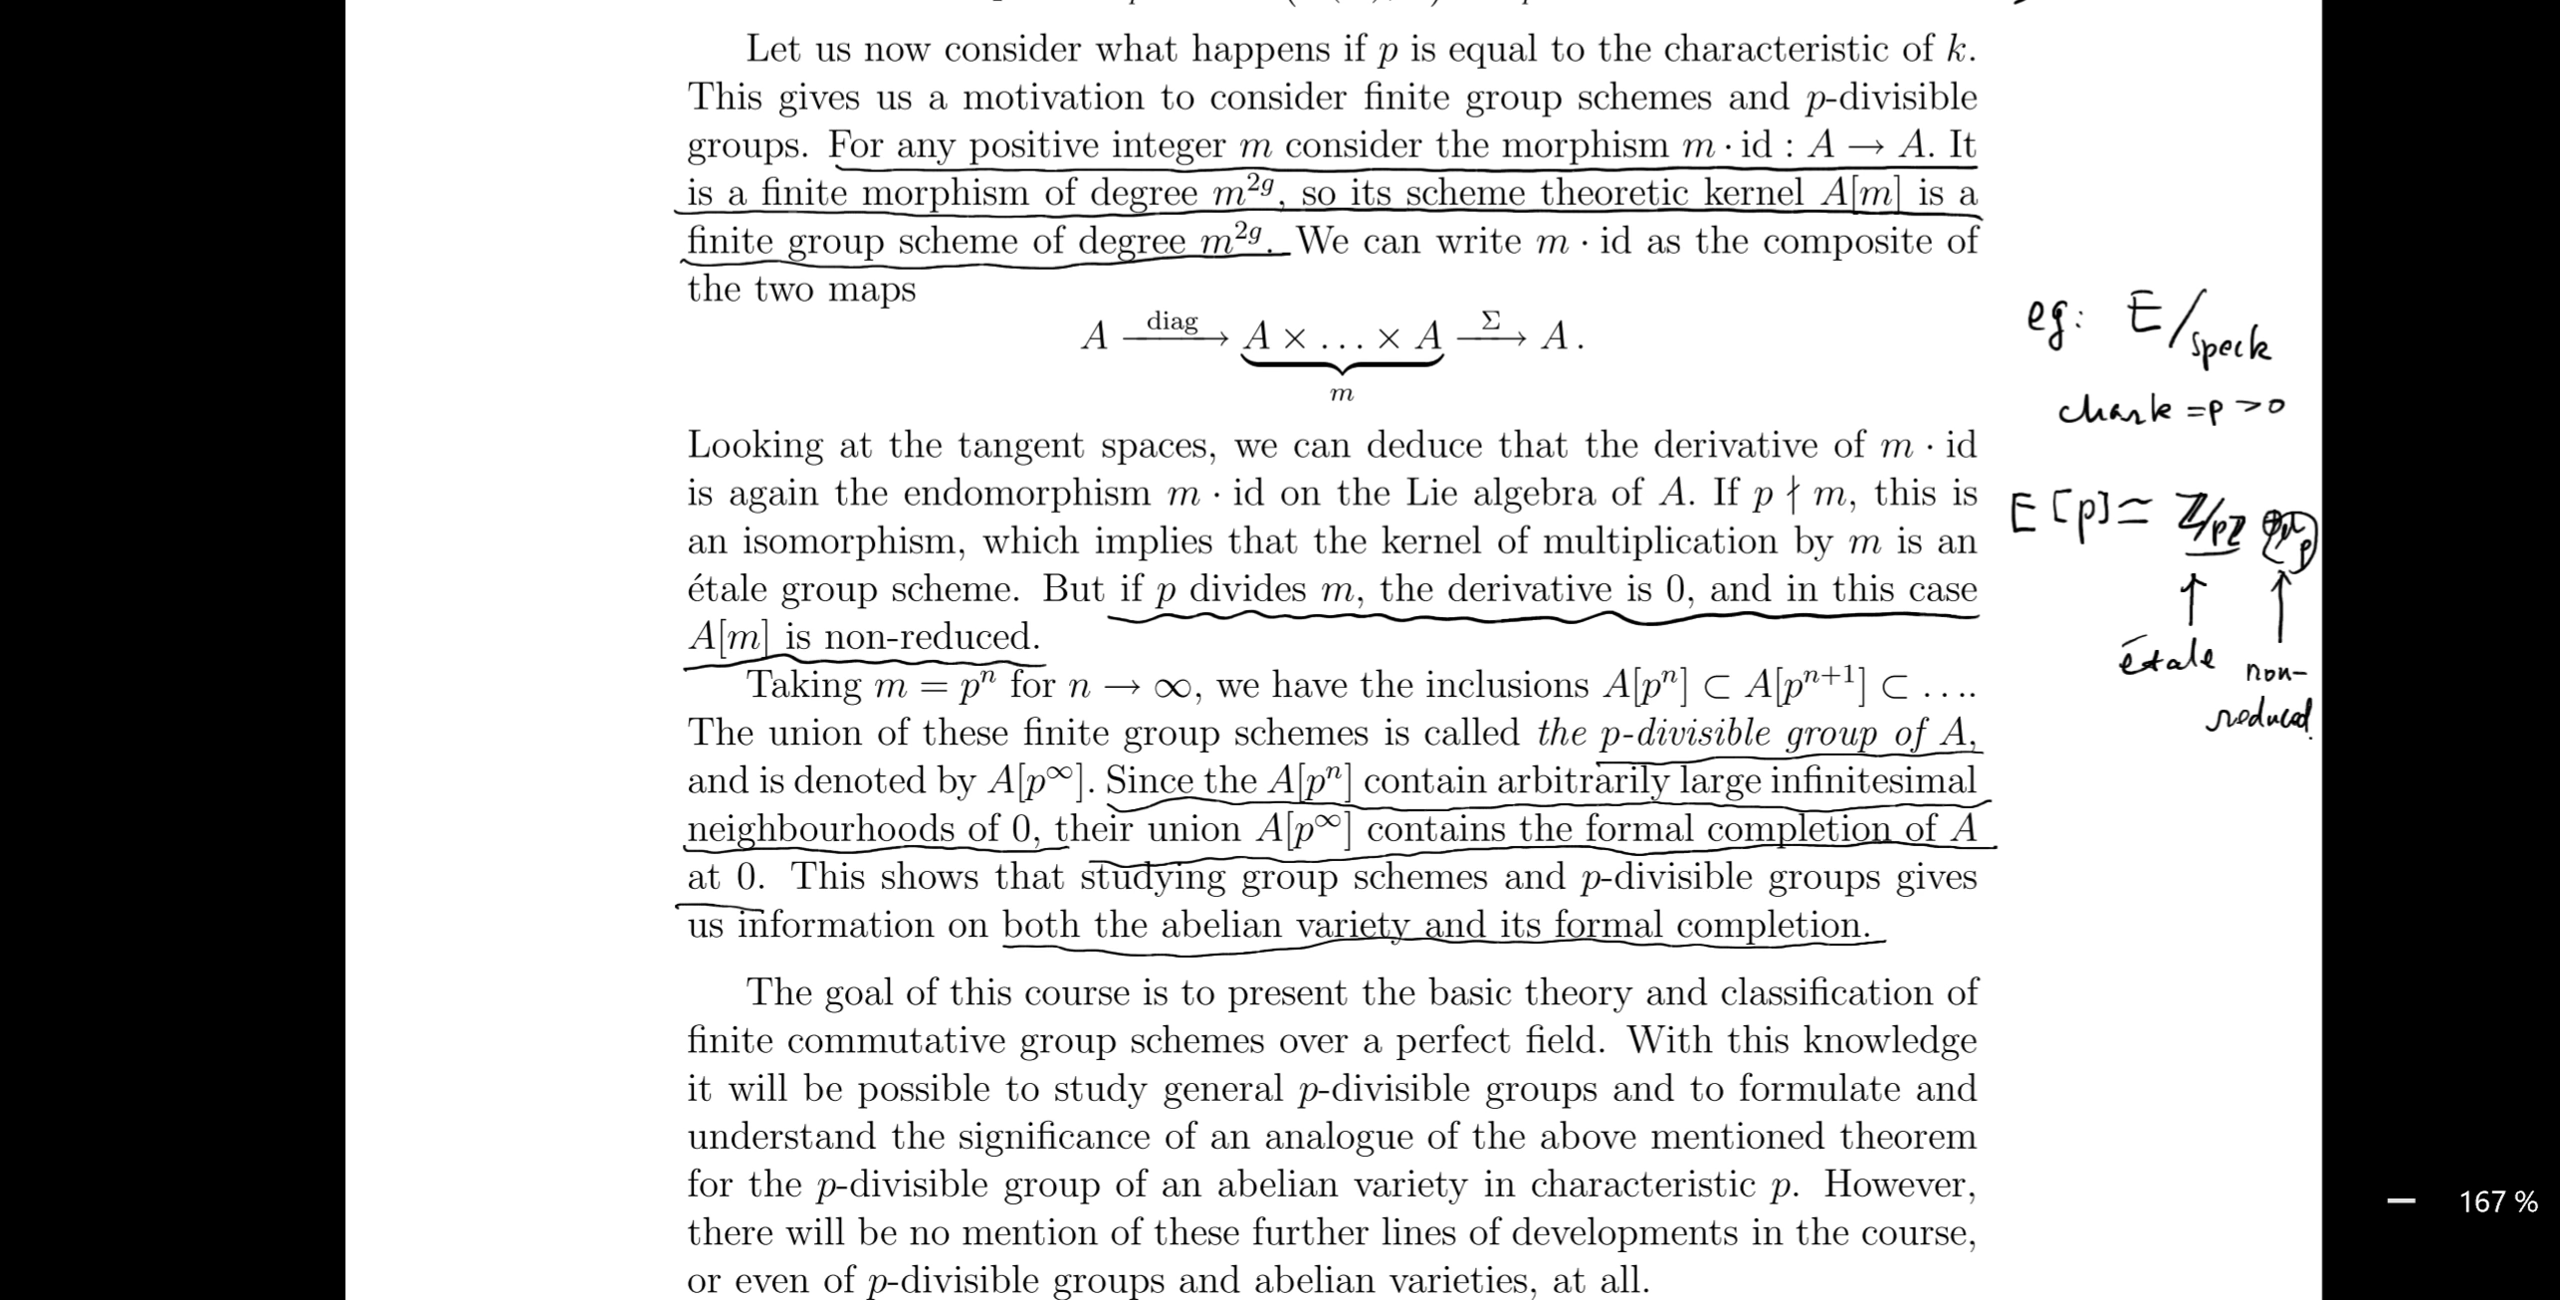 Let us now consider what happens if p is equal to the characteristic of k.
This gives us a motivation to consider finite group schemes and p-divisible
groups. For any positive integer m consider the morphism m · id : A → A. It
is a finite morphism of degree m^{2g}, so its scheme theoretic kernel A[m] is a
finite group scheme of degree m^{2g}. We can write m · id as the composite of
the two maps
A \xrightarrow{diag} \underbrace{A × ... × A}_{m} \xrightarrow{Σ} A.
Looking at the tangent spaces, we can deduce that the derivative of m · id
is again the endomorphism m · id on the Lie algebra of A. If p ∤ m, this is
an isomorphism, which implies that the kernel of multiplication by m is an
étale group scheme. But if p divides m, the derivative is 0, and in this case
A[m] is non-reduced.
Taking m = p^n for n → ∞, we have the inclusions A[p^n] ⊂ A[p^{n+1}] ⊂ ....
The union of these finite group schemes is called the p-divisible group of A,
and is denoted by A[p^∞]. Since the A[p^n] contain arbitrarily large infinitesimal
neighbourhoods of 0, their union A[p^∞] contains the formal completion of A
at 0. This shows that studying group schemes and p-divisible groups gives
us information on both the abelian variety and its formal completion.
The goal of this course is to present the basic theory and classification of
finite commutative group schemes over a perfect field. With this knowledge
it will be possible to study general p-divisible groups and to formulate and
understand the significance of an analogue of the above mentioned theorem
for the p-divisible group of an abelian variety in characteristic p. However,
there will be no mention of these further lines of developments in the course,
or even of p-divisible groups and abelian varieties, at all.
eg: E/speck
chark = p > 0
E[p] ≃ ℤ/pℤ ⊕ μ_p
↑ ↑
étale non-
reduced.
— 167 %